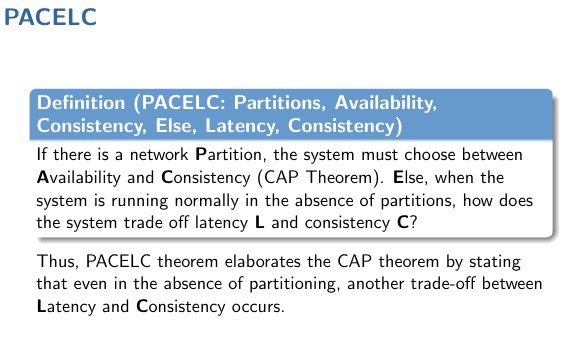 PACELC
Definition (PACELC: Partitions, Availability,
Consistency, Else, Latency, Consistency)
If there is a network Partition, the system must choose between
Availability and Consistency (CAP Theorem). Else, when the
system is running normally in the absence of partitions, how does
the system trade off latency L and consistency C?
Thus, PACELC theorem elaborates the CAP theorem by stating
that even in the absence of partitioning, another trade-off between
Latency and Consistency occurs.